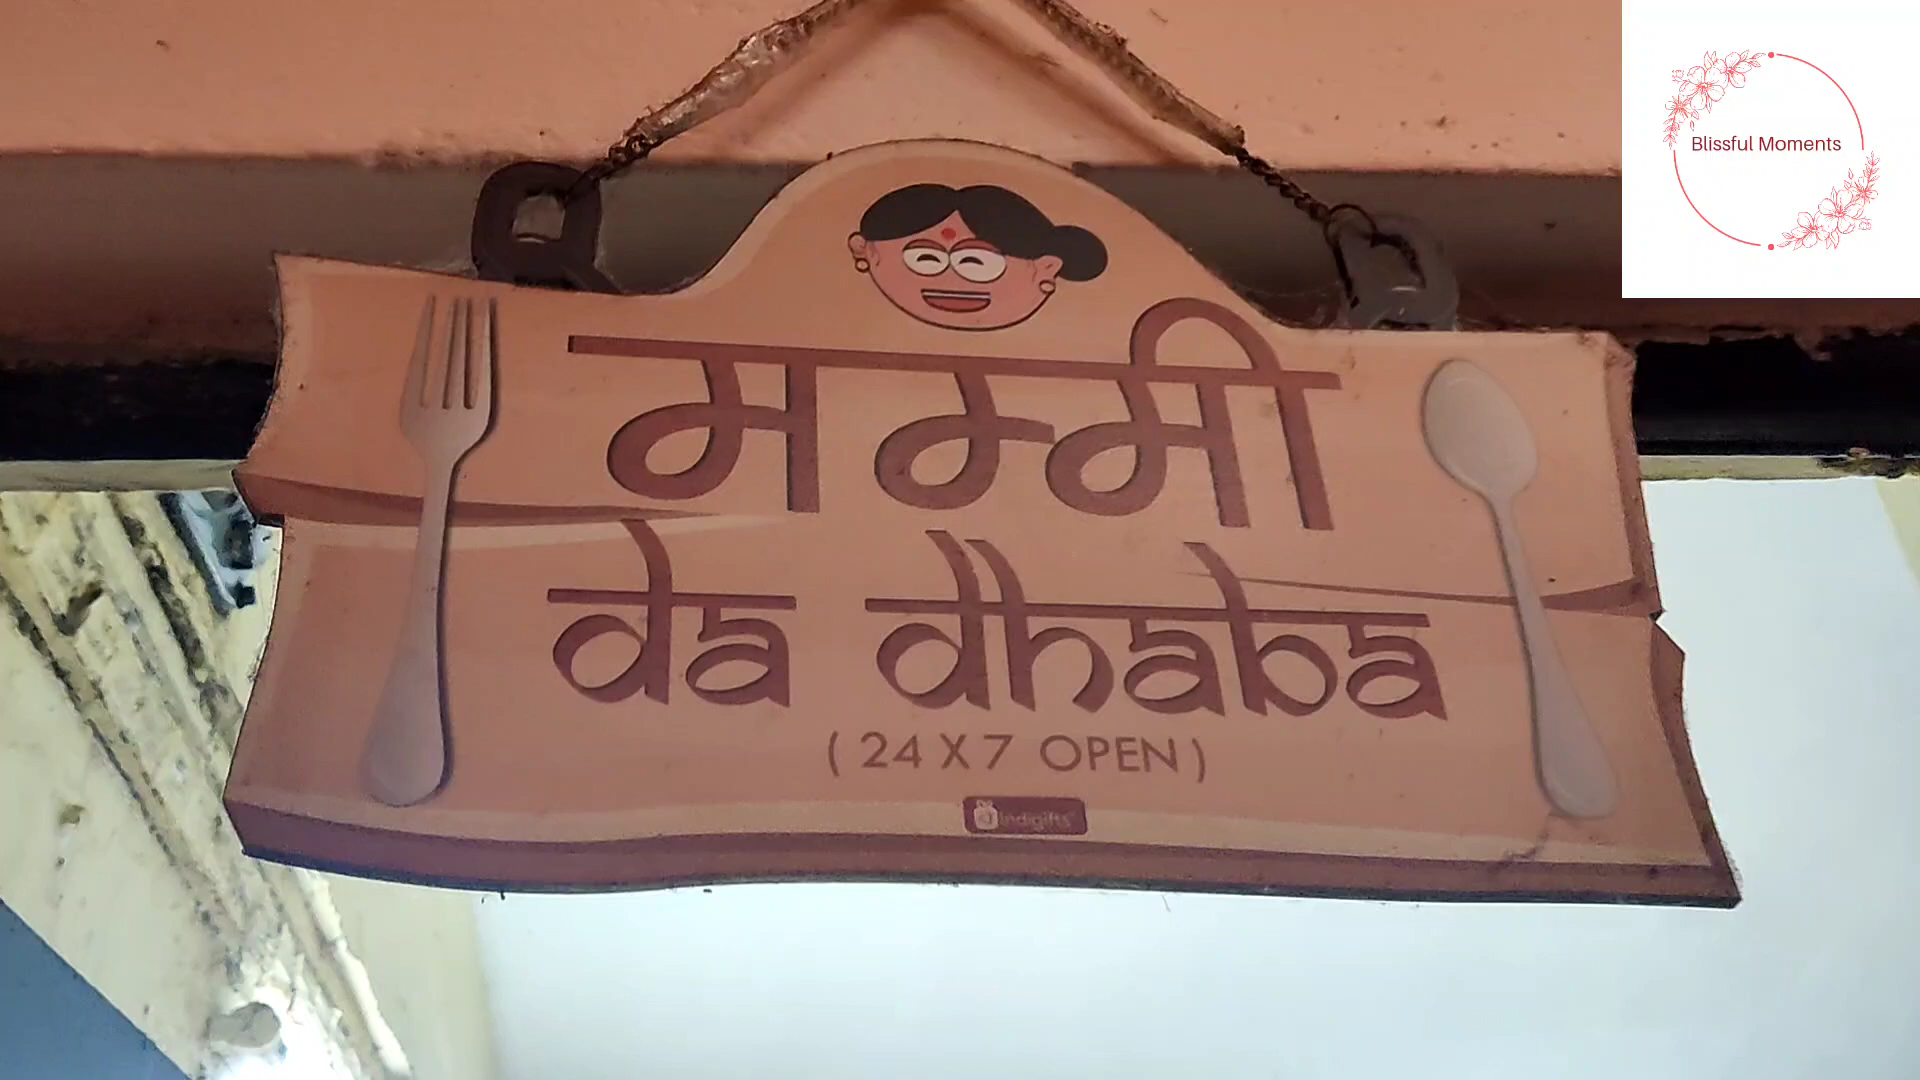 Blissful Moments
मम्मी
da dhaba
( 24 X 7 OPEN )
indigifts